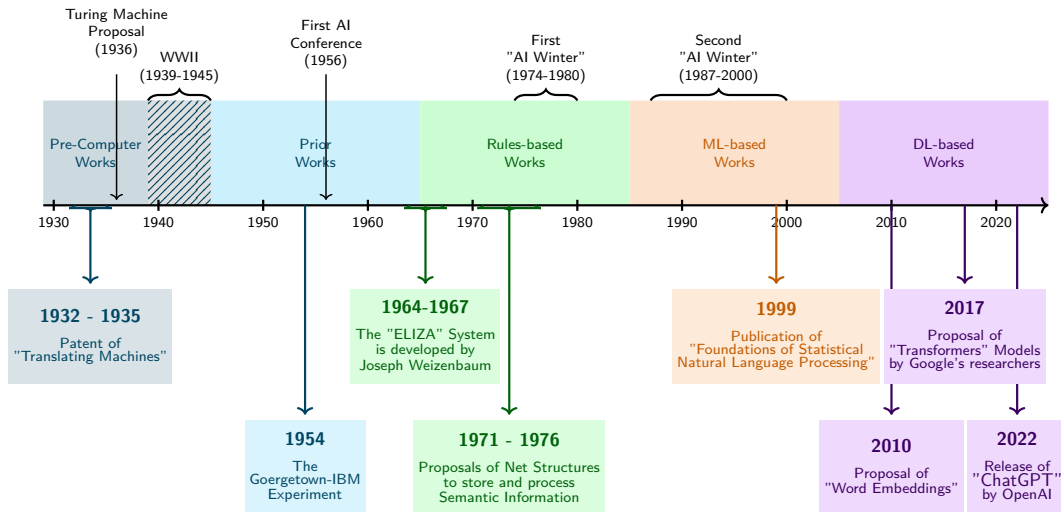 Turing Machine
Proposal
(1936)
WWII
(1939-1945)
First AI
Conference
(1956)
First
"AI Winter"
(1974-1980)
Second
"AI Winter"
(1987-2000)
Pre-Computer
Works
Prior
Works
Rules-based
Works
ML-based
Works
DL-based
Works
1930
1940
1950
1960
1970
1980
1990
2000
2010
2020
1932 - 1935
Patent of
"Translating Machines"
1964-1967
The "ELIZA" System
is developed by
Joseph Weizenbaum
1999
Publication of
"Foundations of Statistical
Natural Language Processing"
2017
Proposal of
"Transformers" Models
by Google's researchers
1954
The
Goergetown-IBM
Experiment
1971 - 1976
Proposals of Net Structures
to store and process
Semantic Information
2010
Proposal of
"Word Embeddings"
2022
Release of
"ChatGPT"
by OpenAI